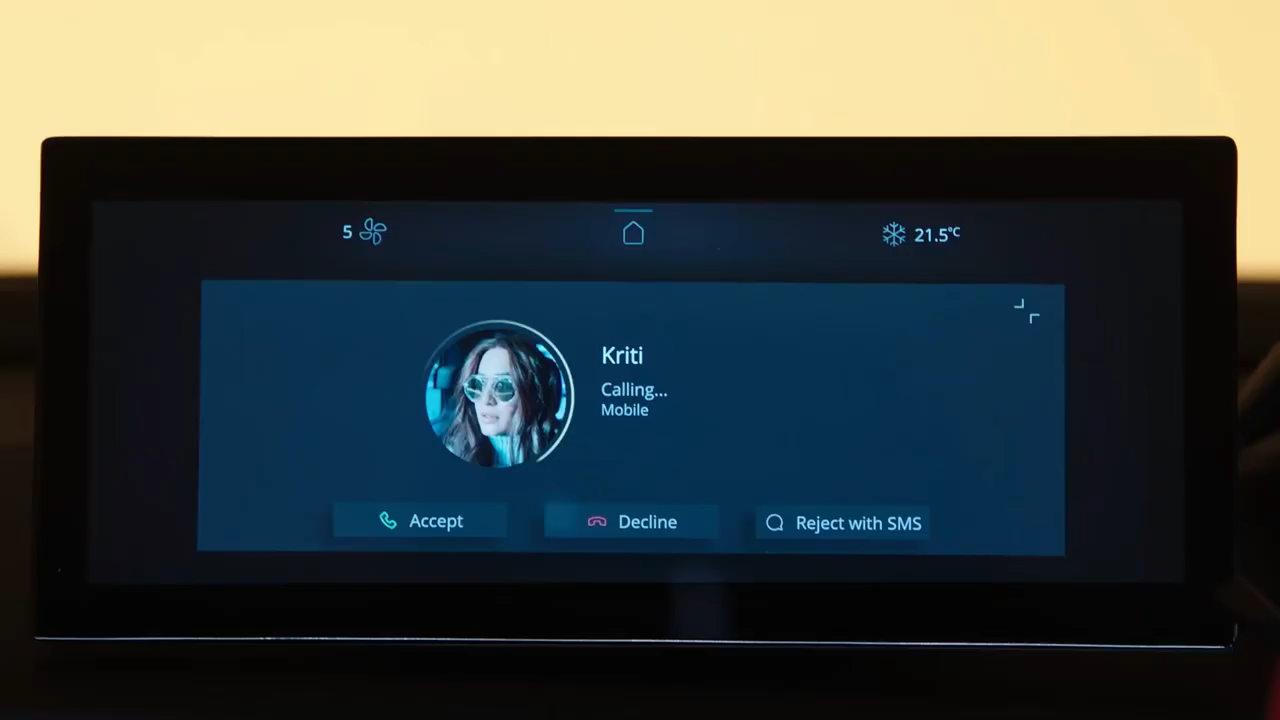 5
21.5°C
Kriti
Calling...
Mobile
Accept
Decline
Reject with SMS